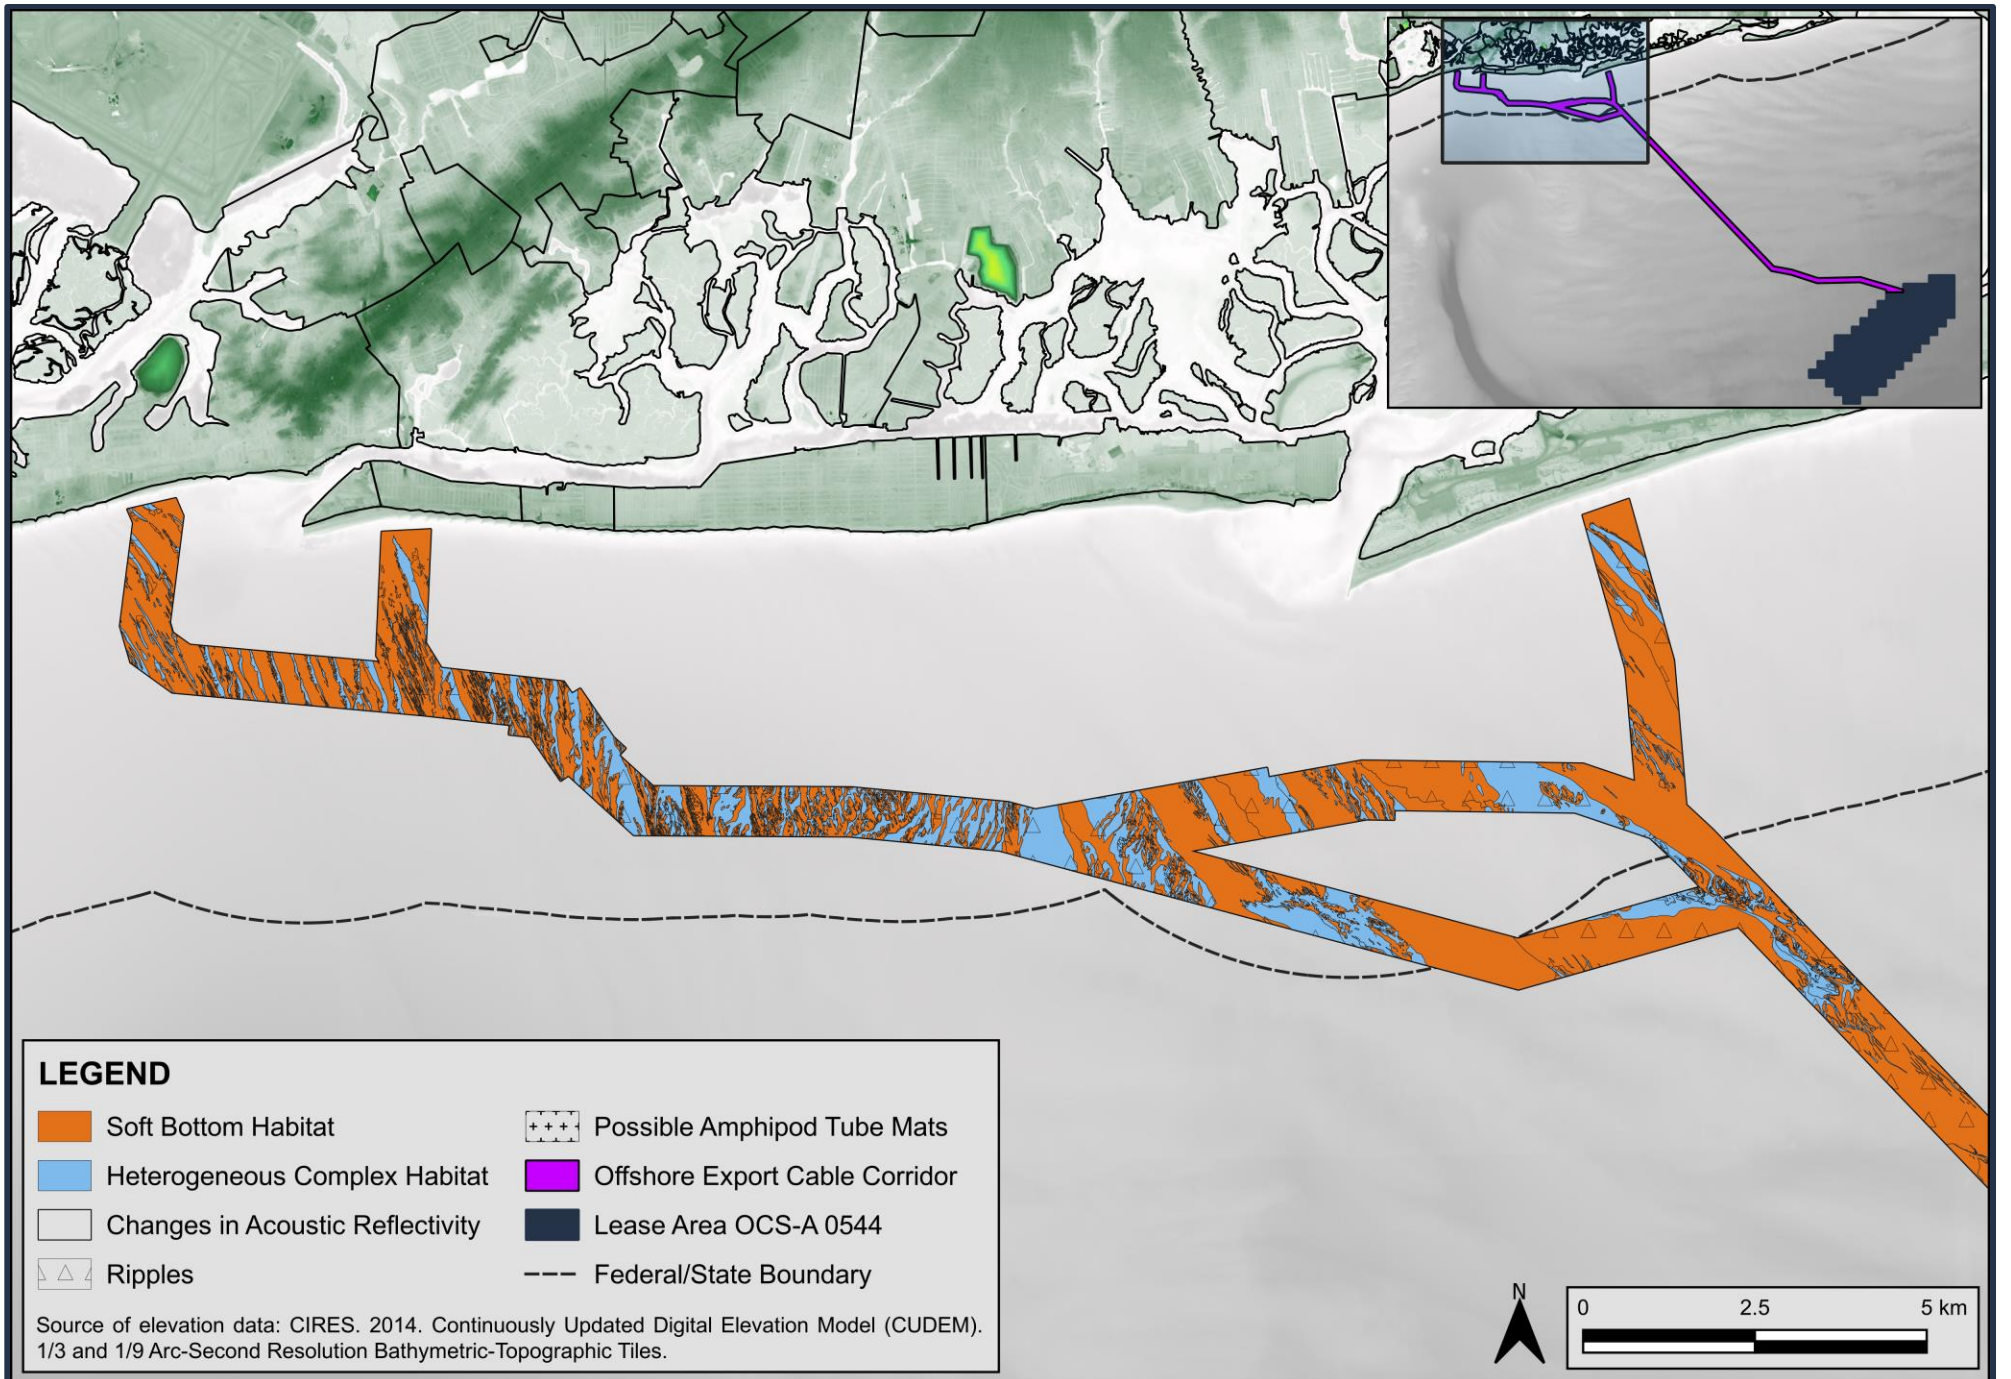 LEGEND
Soft Bottom Habitat
Heterogeneous Complex Habitat
Changes in Acoustic Reflectivity
Ripples
Possible Amphipod Tube Mats
Offshore Export Cable Corridor
Lease Area OCS-A 0544
Federal/State Boundary
Source of elevation data: CIRES. 2014. Continuously Updated Digital Elevation Model (CUDEM).
1/3 and 1/9 Arc-Second Resolution Bathymetric-Topographic Tiles.
N
0 2.5 5 km